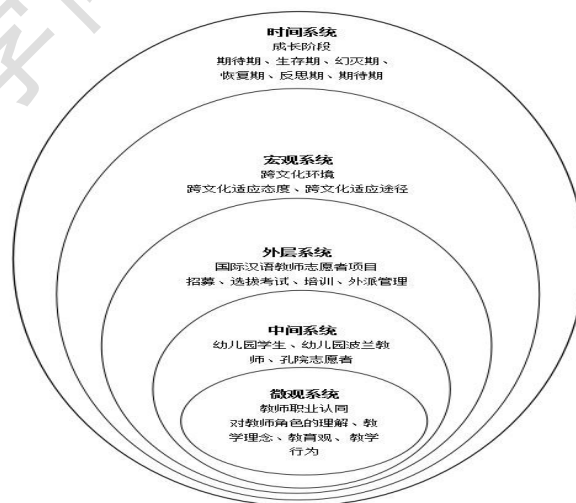 时间系统
成长阶段
期待期、生存期、幻灭期、
恢复期、反思期、期待期
宏观系统
跨文化环境
跨文化适应态度、跨文化适应途径
外层系统
国际汉语教师志愿者项目
招募、选拔考试、培训、外派管理
中间系统
幼儿园学生、幼儿园波兰教
师、孔院志愿者
微观系统
教师职业认同
对教师角色的理解、教
学理念、教育观、教学
行为